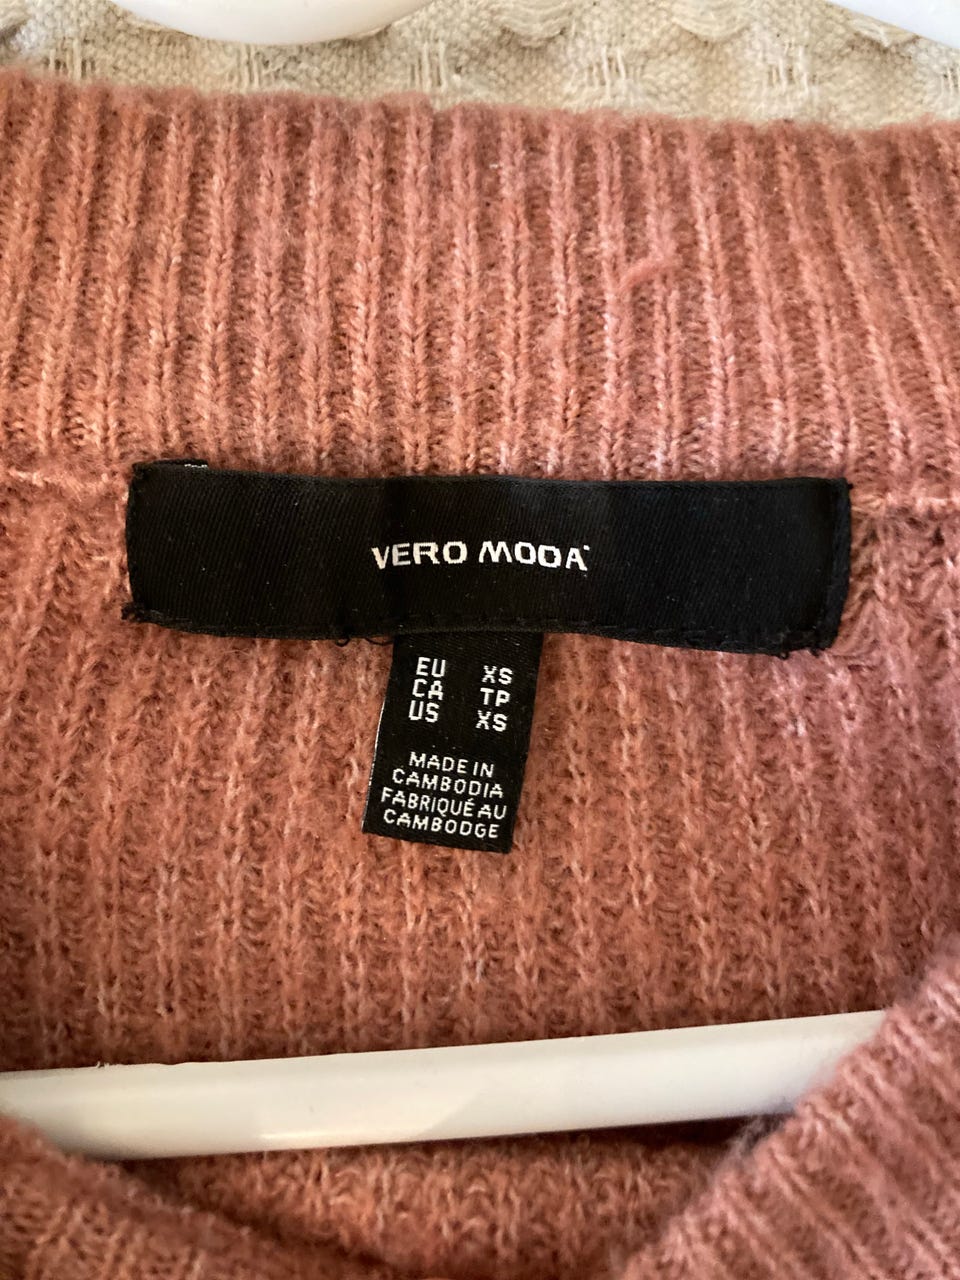 VERO MODA
EU XS
CA TP
US XS
MADE IN
CAMBODIA
FABRIQUÉ AU
CAMBODGE